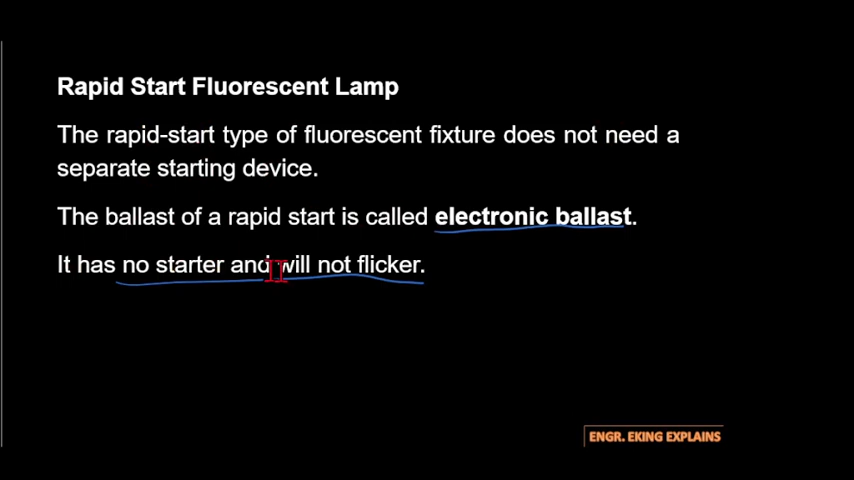 Rapid Start Fluorescent Lamp
The rapid-start type of fluorescent fixture does not need a
separate starting device.
The ballast of a rapid start is called electronic ballast.
It has no starter and will not flicker.
ENGR. EKING EXPLAINS